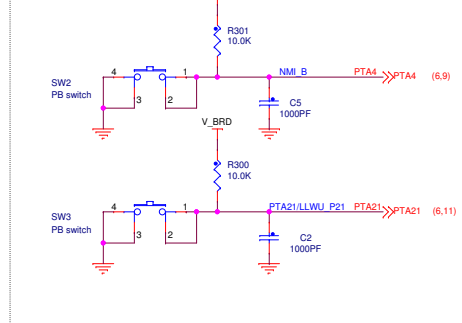 R301
10.0K
4 1 NMI_B PTA4 PTA4 (6,9)
SW2
PB switch
3 2
C5
1000PF
V_BRD
R300
10.0K
4 1 PTA21/LLWU_P21 PTA21 PTA21 (6,11)
SW3
PB switch
3 2
C2
1000PF